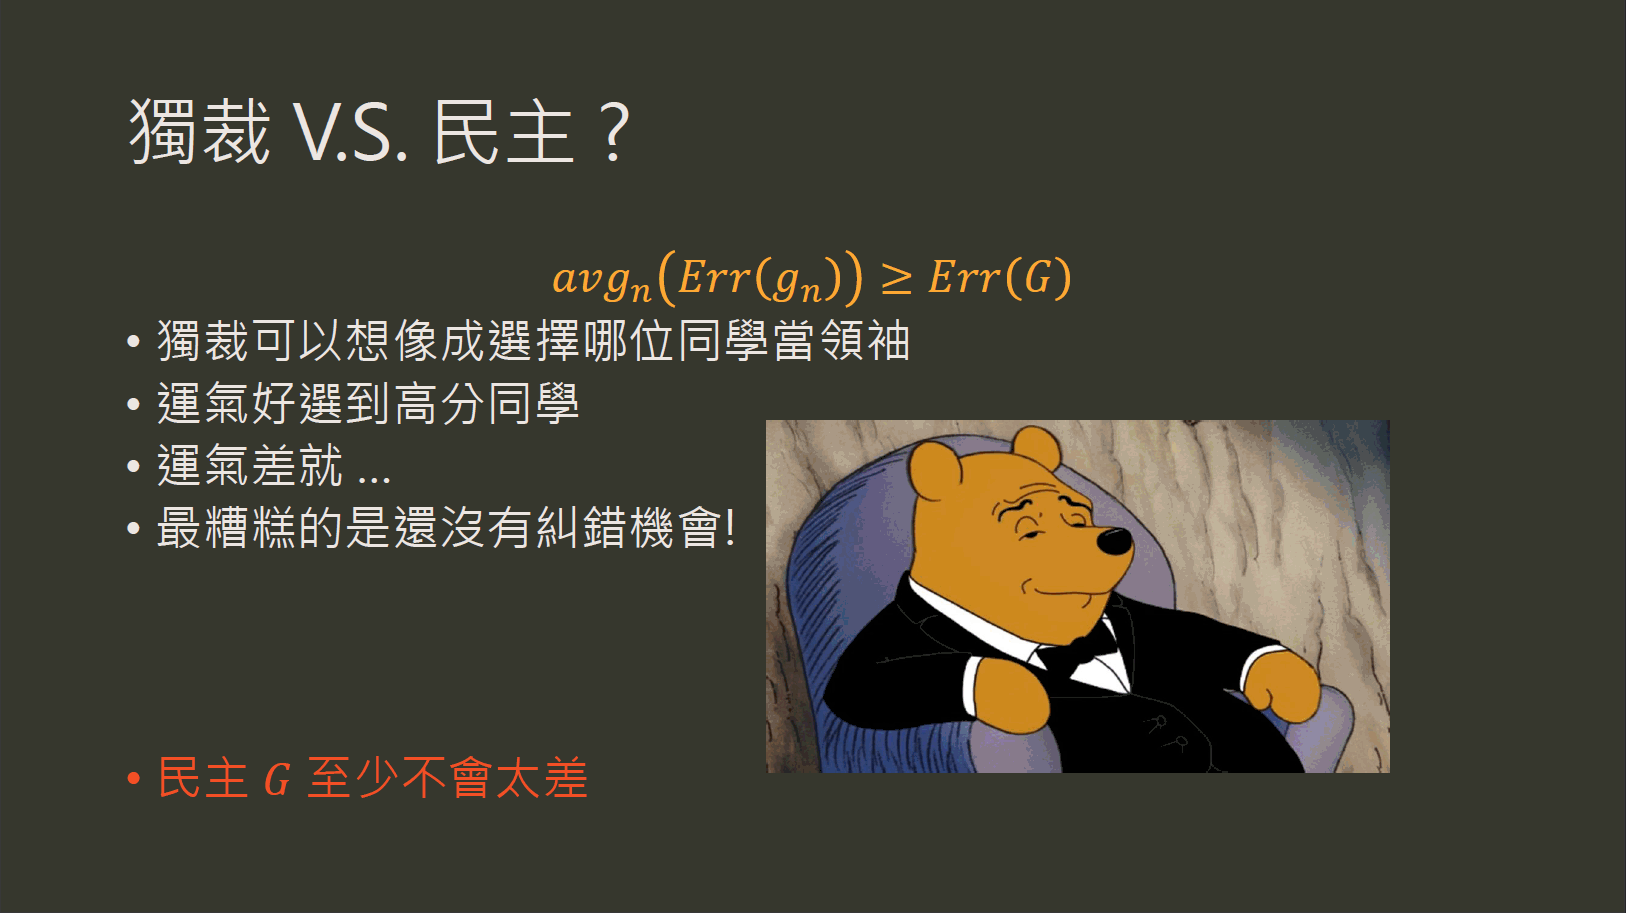 獨裁 V.S. 民主 ?
avg_n(Err(g_n)) ≥ Err(G)
• 獨裁可以想像成選擇哪位同學當領袖
• 運氣好選到高分同學
• 運氣差就 …
• 最糟糕的是還沒有糾錯機會!
• 民主 G 至少不會太差